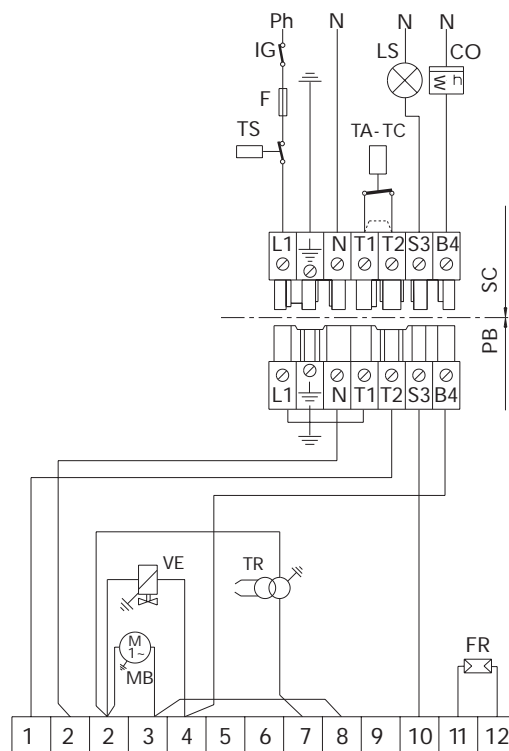 Ph N N N
IG LS CO
h
W
F
TS TA-TC
L1 N T1 T2 S3 B4
SC
PB
L1 N T1 T2 S3 B4
VE TR
M
1~
MB
FR
1 2 2 3 4 5 6 7 8 9 10 11 12